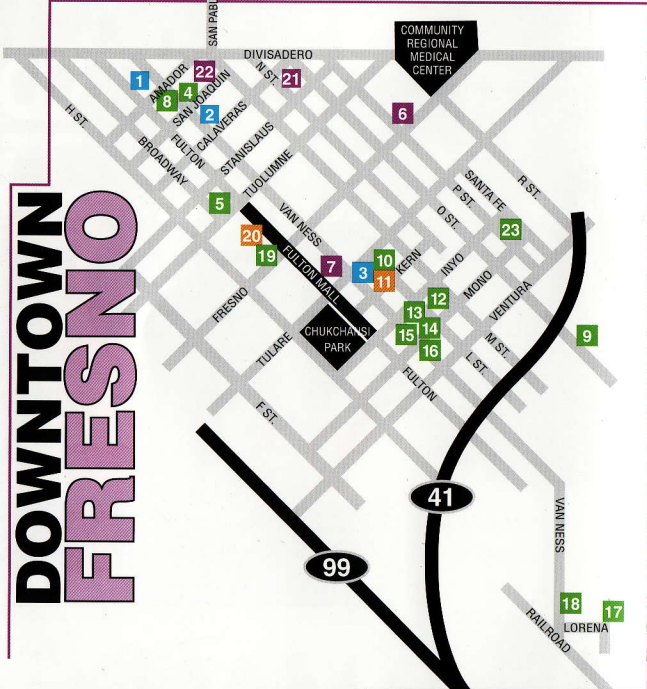 SAN PABL
COMMUNITY
REGIONAL
MEDICAL
CENTER
DIVISADERO
22
N ST.
21
1
AMADOR
4
8
SAN JOAQUIN
2
6
H ST.
CALAVERAS
FULTON
STANISLAUS
BROADWAY
TUOLUMNE
SANTA FE
R ST.
P ST.
5
VAN NESS
O ST.
23
20
19
FULTON MALL
7
3
10
KERN
11
INYO
MONO
12
VENTURA
13
FRESNO
14
15
16
9
CHUKCHANSI
PARK
TULARE
M ST.
L ST.
FULTON
F ST.
41
VAN NESS
99
18
17
LORENA
RAILROAD
DOWNTOWN
FRESNO